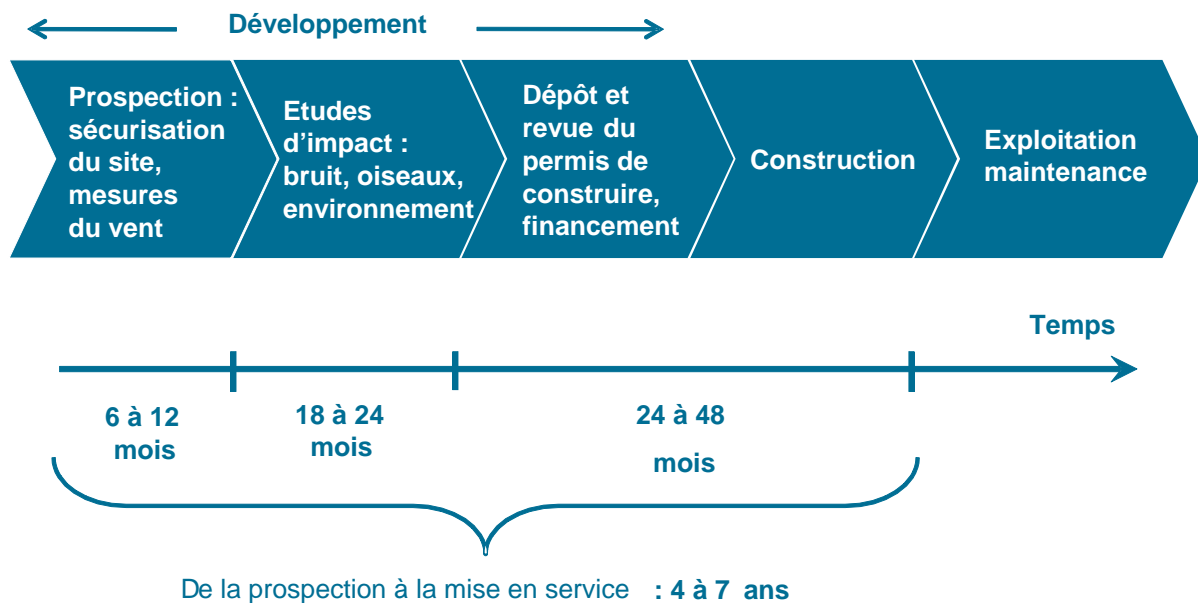 Développement
Prospection :
sécurisation
du site,
mesures
du vent
Etudes
d’impact :
bruit, oiseaux,
environnement
Dépôt et
revue du
permis de
construire,
financement
Construction
Exploitation
maintenance
Temps
6 à 12
mois
18 à 24
mois
24 à 48
mois
De la prospection à la mise en service : 4 à 7 ans